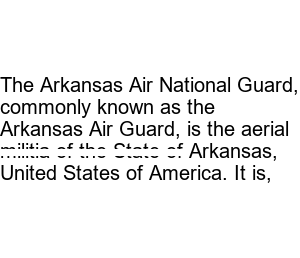 The Arkansas Air National Guard,
commonly known as the
Arkansas Air Guard, is the aerial
militia of the State of Arkansas,
United States of America. It is,